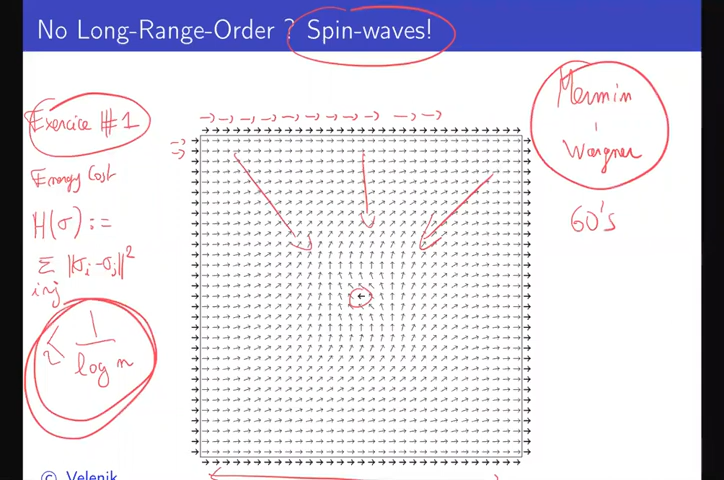 No Long-Range-Order ? Spin-waves!
Exercice #1
Energy Cost
H(σ) :=
Σ ||σi-σj||²
i~j
≤ 1
log n
Mermin
-
Wagner
60's
© Velenik